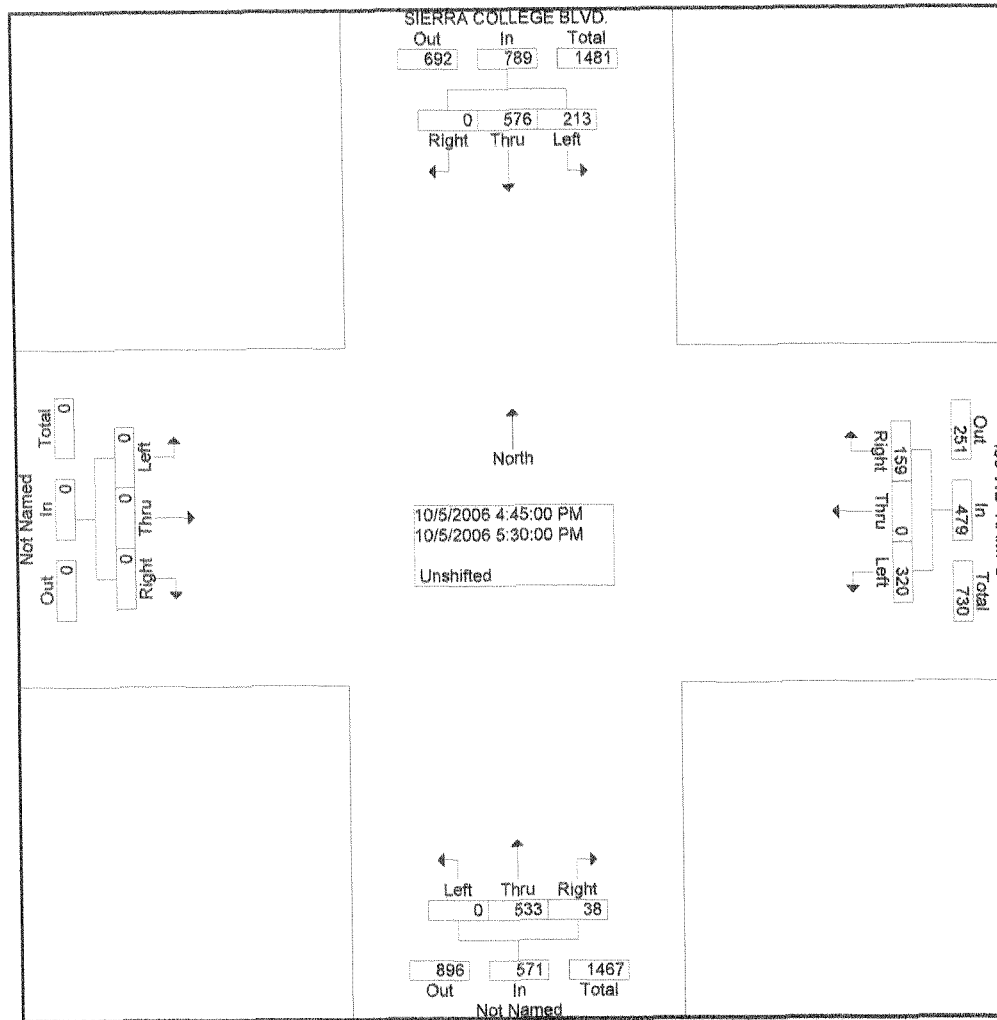 SIERRA COLLEGE BLVD.
Out In Total
692 789 1481
0 576 213
Right Thru Left
North
10/5/2006 4:45:00 PM
10/5/2006 5:30:00 PM
Unshifted
Not Named
Total In Out
0 0 0
0 0 0
Left Thru Right
Out In Total
251 479 730
159 0 320
Right Thru Left
Left Thru Right
0 533 38
896 571 1467
Out In Total
Not Named